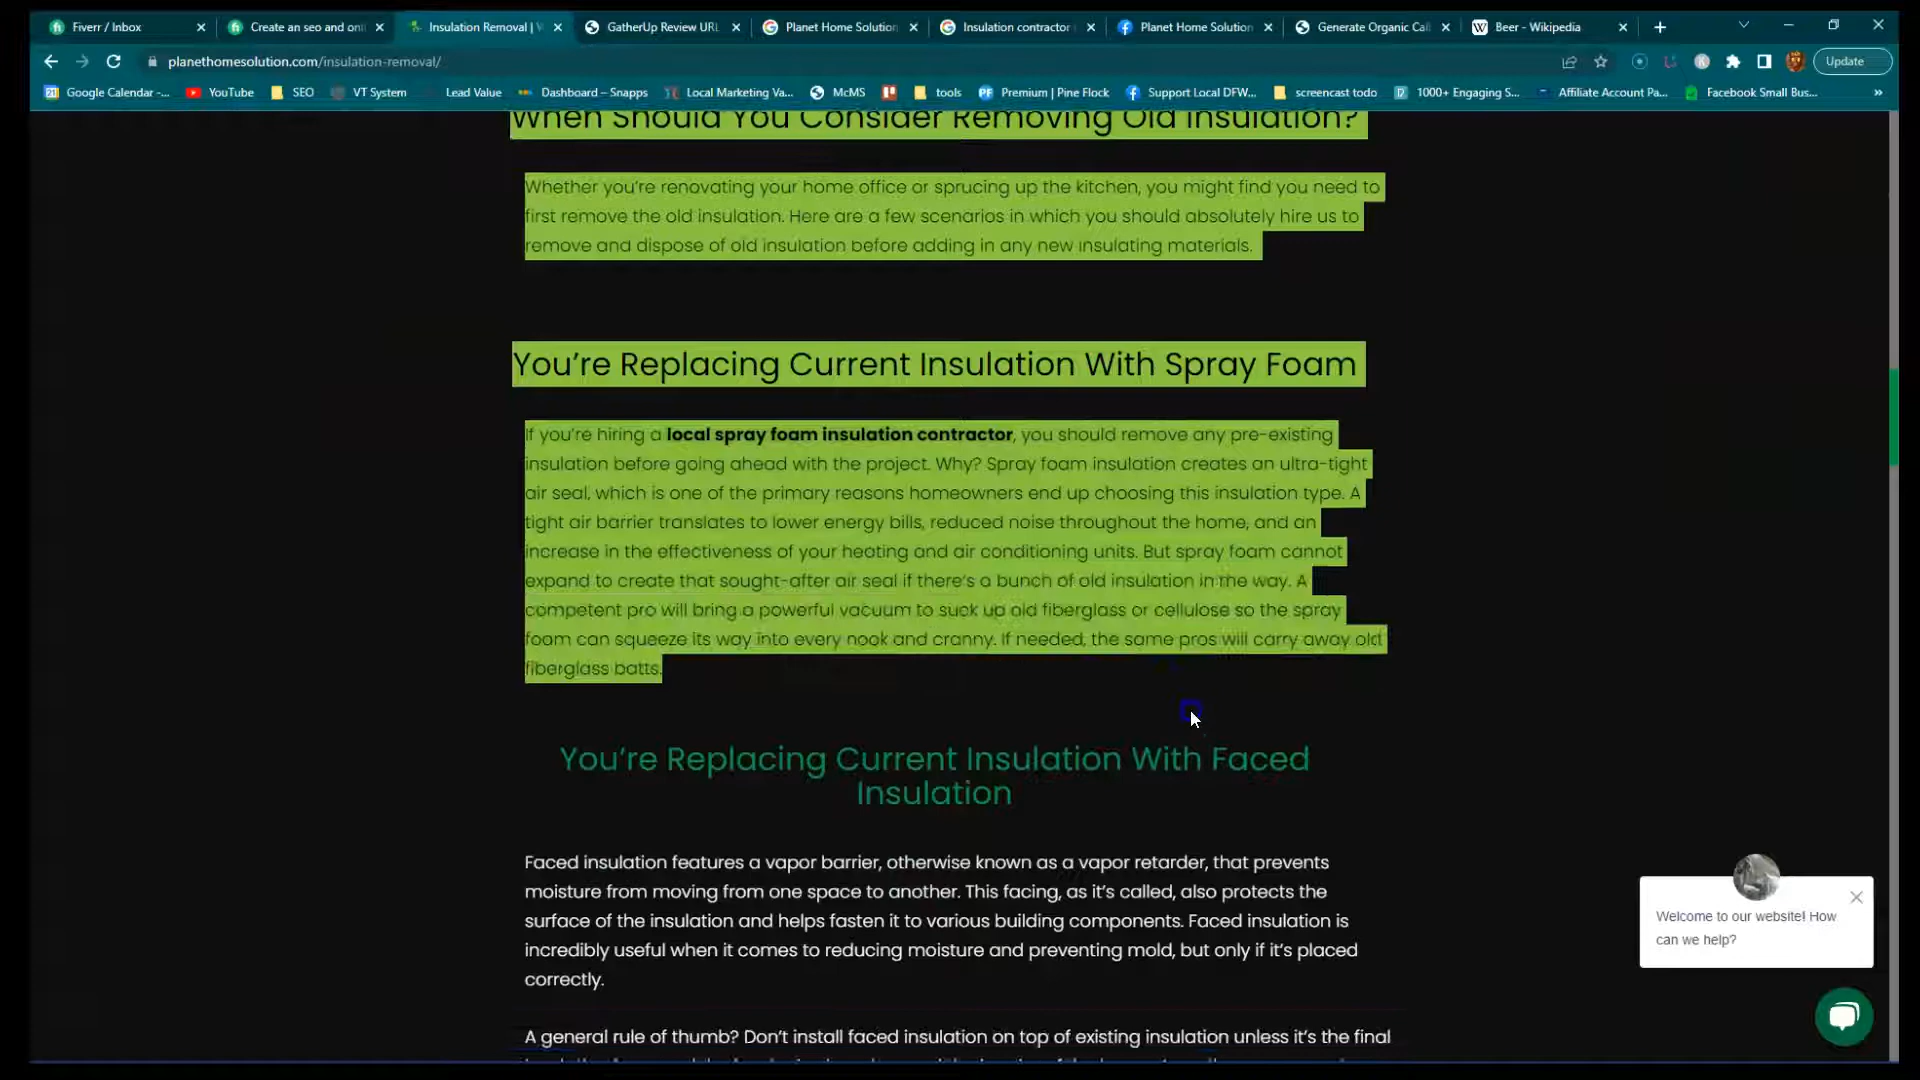 Fiverr / Inbox
Create an seo and onl
Insulation Removal |
GatherUp Review URL
Planet Home Solution
Insulation contractor
Planet Home Solution
Generate Organic Cal
Beer - Wikipedia
planethomesolution.com/insulation-removal/
Update
Google Calendar -...
YouTube
SEO
VT System
Lead Value
Dashboard – Snapps
Local Marketing Va...
McMS
tools
Premium | Pine Flock
Support Local DFW...
screencast todo
1000+ Engaging S...
Affiliate Account Pa...
Facebook Small Bus...
When Should You Consider Removing Old Insulation?
Whether you're renovating your home office or sprucing up the kitchen, you might find you need to
first remove the old insulation. Here are a few scenarios in which you should absolutely hire us to
remove and dispose of old insulation before adding in any new insulating materials.
You're Replacing Current Insulation With Spray Foam
If you're hiring a local spray foam insulation contractor, you should remove any pre-existing
insulation before going ahead with the project. Why? Spray foam insulation creates an ultra-tight
air seal, which is one of the primary reasons homeowners end up choosing this insulation type. A
tight air barrier translates to lower energy bills, reduced noise throughout the home, and an
increase in the effectiveness of your heating and air conditioning units. But spray foam cannot
expand to create that sought-after air seal if there's a bunch of old insulation in the way. A
competent pro will bring a powerful vacuum to suck up old fiberglass or cellulose so the spray
foam can squeeze its way into every nook and cranny. If needed, the same pros will carry away old
fiberglass batts.
You're Replacing Current Insulation With Faced
Insulation
Faced insulation features a vapor barrier, otherwise known as a vapor retarder, that prevents
moisture from moving from one space to another. This facing, as it's called, also protects the
surface of the insulation and helps fasten it to various building components. Faced insulation is
incredibly useful when it comes to reducing moisture and preventing mold, but only if it's placed
correctly.
A general rule of thumb? Don't install faced insulation on top of existing insulation unless it's the final
Welcome to our website! How
can we help?